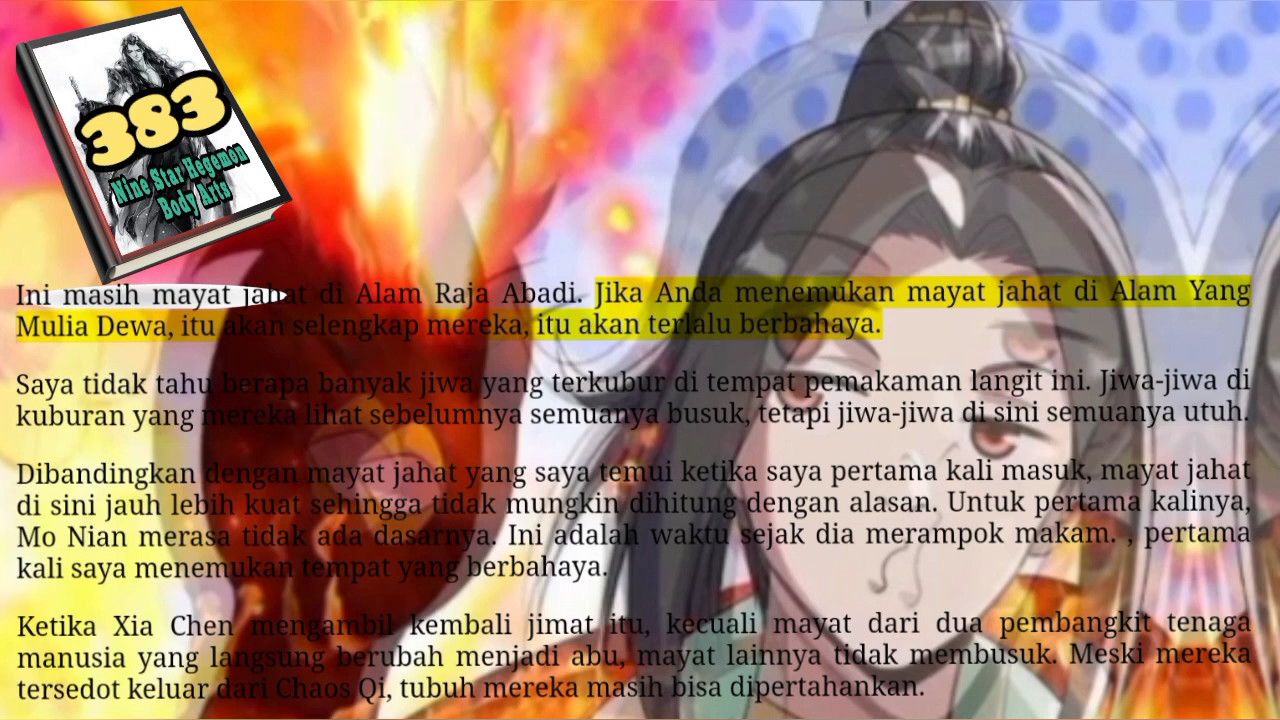 383
Nine Star Hegemon
Body Arts
Ini masih mayat jahat di Alam Raja Abadi. Jika Anda menemukan mayat jahat di Alam Yang
Mulia Dewa, itu akan selengkap mereka, itu akan terlalu berbahaya.
Saya tidak tahu berapa banyak jiwa yang terkubur di tempat pemakaman langit ini. Jiwa-jiwa di
kuburan yang mereka lihat sebelumnya semuanya busuk, tetapi jiwa-jiwa di sini semuanya utuh.
Dibandingkan dengan mayat jahat yang saya temui ketika saya pertama kali masuk, mayat jahat
di sini jauh lebih kuat sehingga tidak mungkin dihitung dengan alasan. Untuk pertama kalinya,
Mo Nian merasa tidak ada dasarnya. Ini adalah waktu sejak dia merampok makam. , pertama
kali saya menemukan tempat yang berbahaya.
Ketika Xia Chen mengambil kembali jimat itu, kecuali mayat dari dua pembangkit tenaga
manusia yang langsung berubah menjadi abu, mayat lainnya tidak membusuk. Meski mereka
tersedot keluar dari Chaos Qi, tubuh mereka masih bisa dipertahankan.